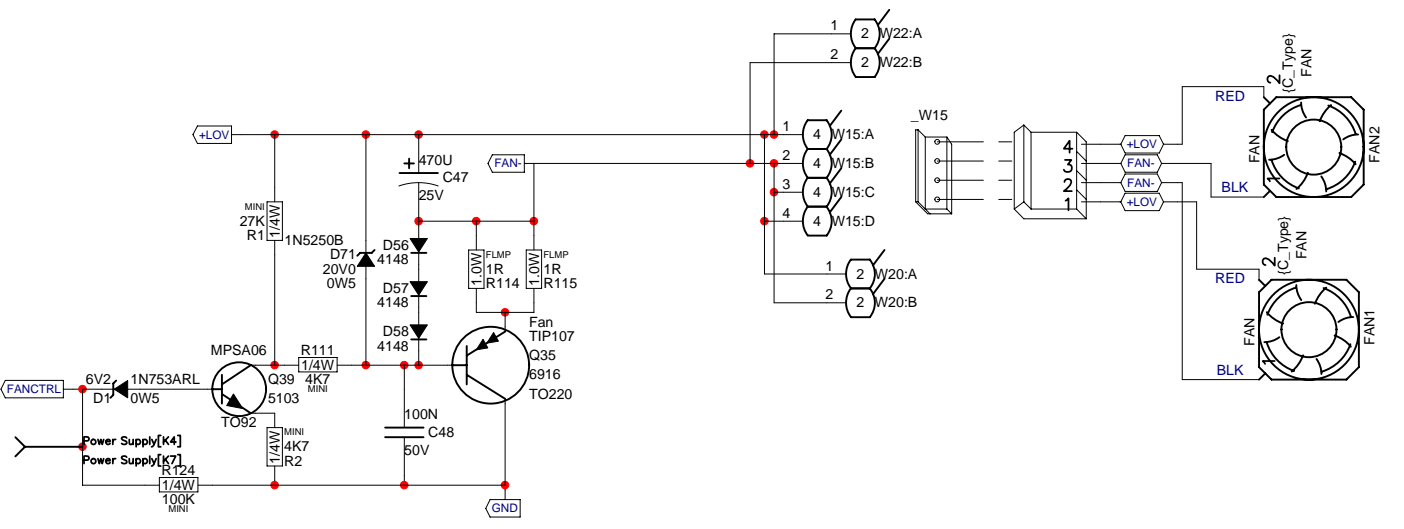 1
2
W22:A
2
2
W22:B
+LOV
1
4
W15:A
2
4
W15:B
3
4
W15:C
4
4
W15:D
1
2
W20:A
2
2
W20:B
FAN-
470U
C47
25V
MINI
27K
R1
1/4W
1N5250B
D71
20V0
0W5
D56
4148
D57
4148
D58
4148
1.0W
FLMP
1R
R114
1.0W
FLMP
1R
R115
Fan
TIP107
Q35
6916
TO220
MPSA06
Q39
5103
TO92
R111
1/4W
4K7
MINI
FANCTRL
6V2
D1
1N753ARL
0W5
MINI
4K7
R2
1/4W
100N
C48
50V
Power Supply[K4]
Power Supply[K7]
R124
1/4W
100K
MINI
GND
_W15
4
3
2
1
+LOV
FAN-
FAN-
+LOV
RED
BLK
RED
BLK
2
{C_Type}
FAN
FAN
FAN2
1
2
{C_Type}
FAN
FAN
FAN1
1